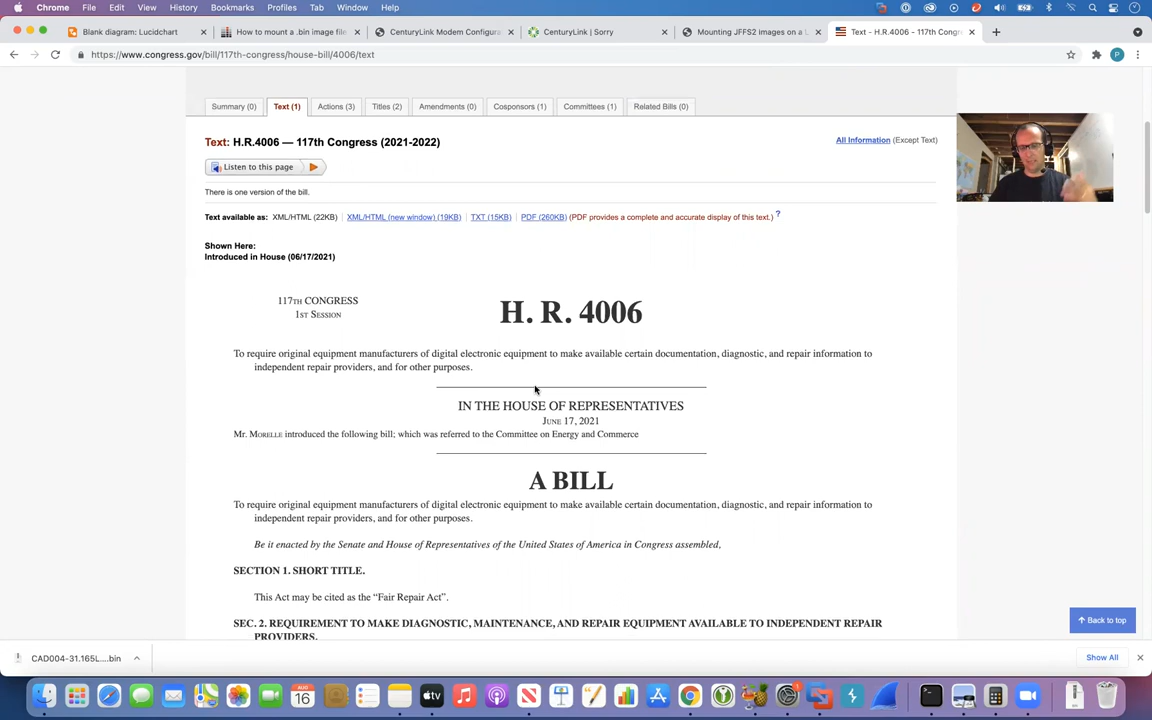 Chrome File Edit View History Bookmarks Profiles Tab Window Help
Blank diagram: Lucidchart
How to mount a .bin image file
CenturyLink Modem Configura
CenturyLink | Sorry
Mounting JFFS2 Images on a L
Text - H.R.4006 - 117th Congr
https://www.congress.gov/bill/117th-congress/house-bill/4006/text
P
Summary (0) Text (1) Actions (3) Titles (2) Amendments (0) Cosponsors (1) Committees (1) Related Bills (0)
Text: H.R.4006 — 117th Congress (2021-2022)
All Information (Except Text)
Listen to this page
There is one version of the bill.
Text available as: XML/HTML (22KB) | XML/HTML (new window) (19KB) | TXT (15KB) | PDF (260KB) (PDF provides a complete and accurate display of this text.) ?
Shown Here:
Introduced in House (06/17/2021)
117TH CONGRESS
1ST SESSION
H. R. 4006
To require original equipment manufacturers of digital electronic equipment to make available certain documentation, diagnostic, and repair information to
independent repair providers, and for other purposes.
IN THE HOUSE OF REPRESENTATIVES
JUNE 17, 2021
Mr. MORELLE introduced the following bill; which was referred to the Committee on Energy and Commerce
A BILL
To require original equipment manufacturers of digital electronic equipment to make available certain documentation, diagnostic, and repair information to
independent repair providers, and for other purposes.
Be it enacted by the Senate and House of Representatives of the United States of America in Congress assembled,
SECTION 1. SHORT TITLE.
This Act may be cited as the “Fair Repair Act”.
SEC. 2. REQUIREMENT TO MAKE DIAGNOSTIC, MAINTENANCE, AND REPAIR EQUIPMENT AVAILABLE TO INDEPENDENT REPAIR
PROVIDERS.
Back to top
CAD004-31.165L....bin
Show All
AUG
16
tv